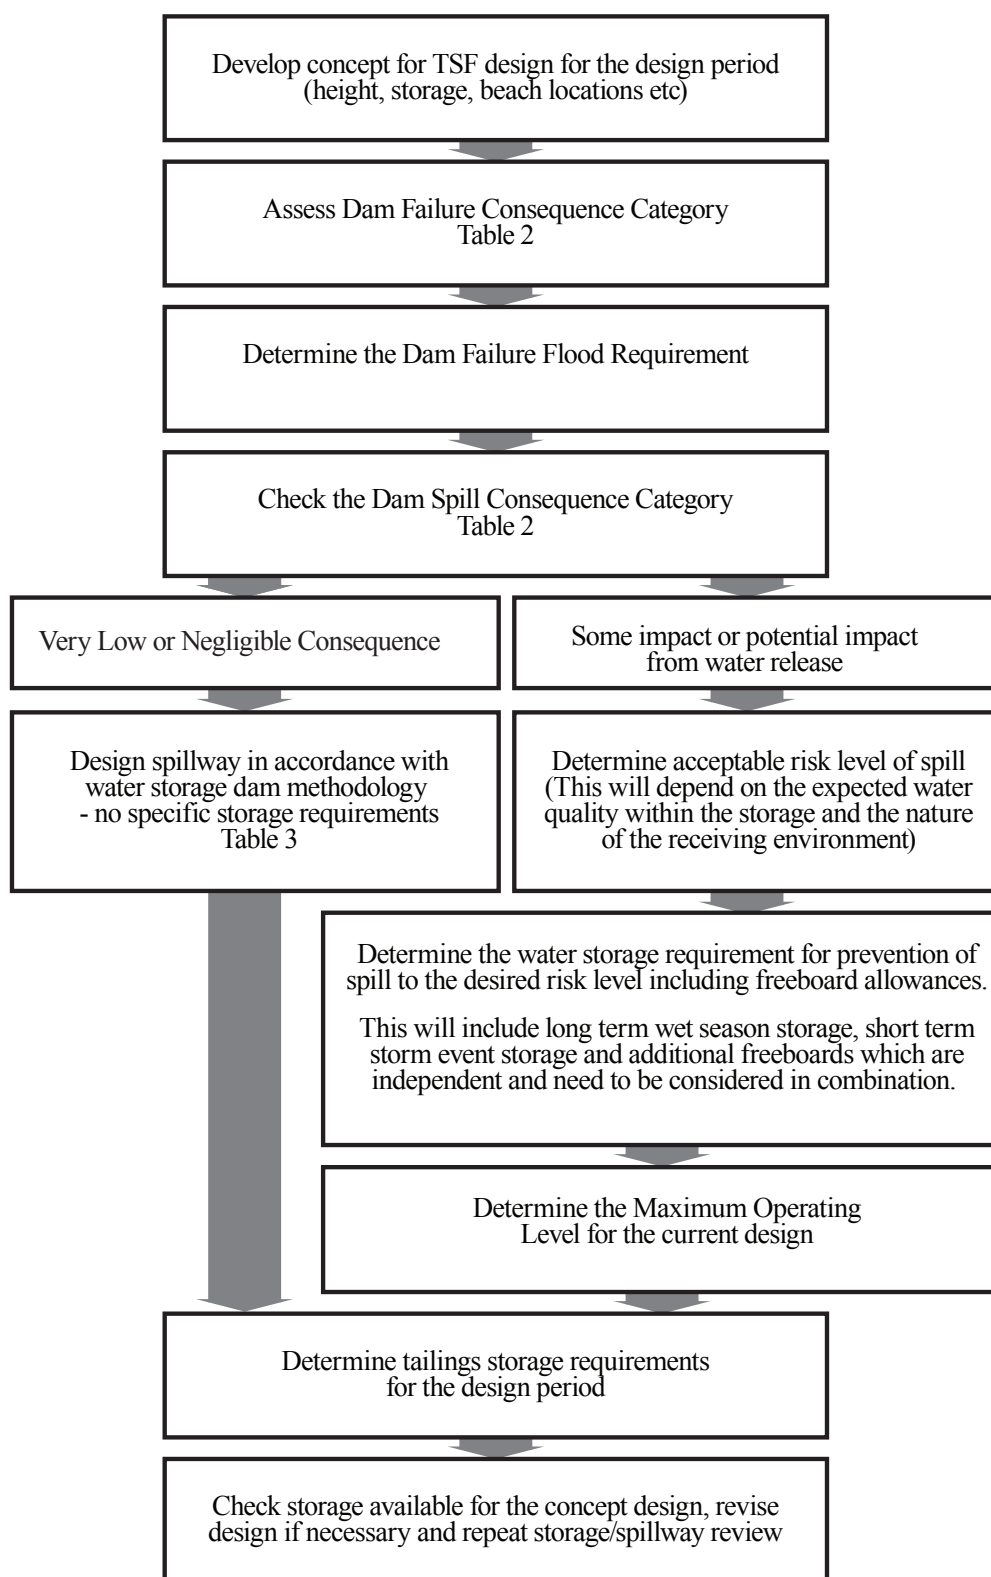 Develop concept for TSF design for the design period
(height, storage, beach locations etc)
Assess Dam Failure Consequence Category
Table 2
Determine the Dam Failure Flood Requirement
Check the Dam Spill Consequence Category
Table 2
Very Low or Negligible Consequence
Some impact or potential impact
from water release
Design spillway in accordance with
water storage dam methodology
- no specific storage requirements
Table 3
Determine acceptable risk level of spill
(This will depend on the expected water
quality within the storage and the nature
of the receiving environment)
Determine the water storage requirement for prevention of
spill to the desired risk level including freeboard allowances.
This will include long term wet season storage, short term
storm event storage and additional freeboards which are
independent and need to be considered in combination.
Determine the Maximum Operating
Level for the current design
Determine tailings storage requirements
for the design period
Check storage available for the concept design, revise
design if necessary and repeat storage/spillway review